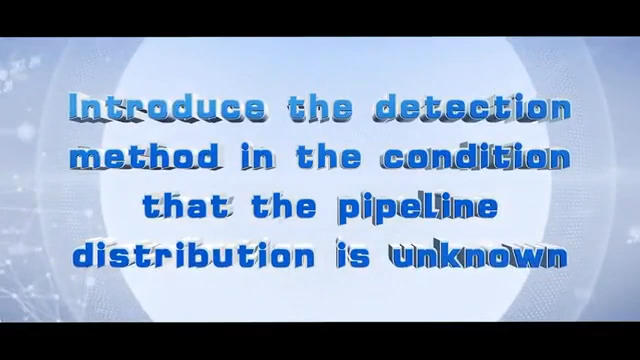 Introduce the detection
method in the condition
that the pipeline
distribution is unknown